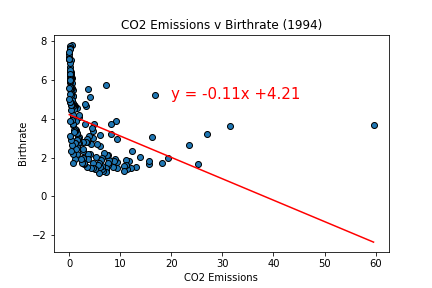 CO2 Emissions v Birthrate (1994)
8
6
4
2
0
−2
Birthrate
y = -0.11x +4.21
0 10 20 30 40 50 60
CO2 Emissions